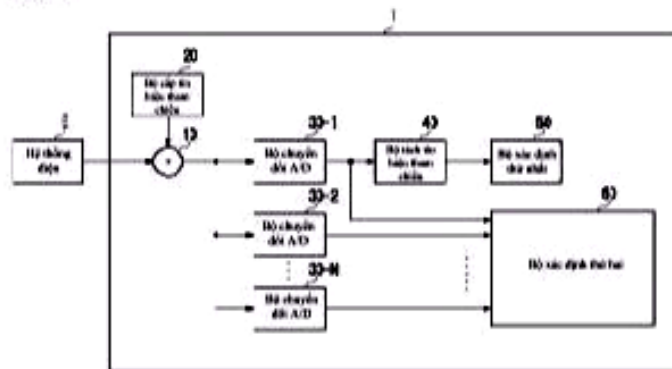 1
20
Bộ cấp tín
hiệu tham
chiếu
Hệ thống
điện
10
+
30-1
Bộ chuyển
đổi A/D
40
Bộ tách tín
hiệu tham
chiếu
50
Bộ xác định
thứ nhất
30-2
Bộ chuyển
đổi A/D
60
Bộ xác định thứ hai
30-N
Bộ chuyển
đổi A/D